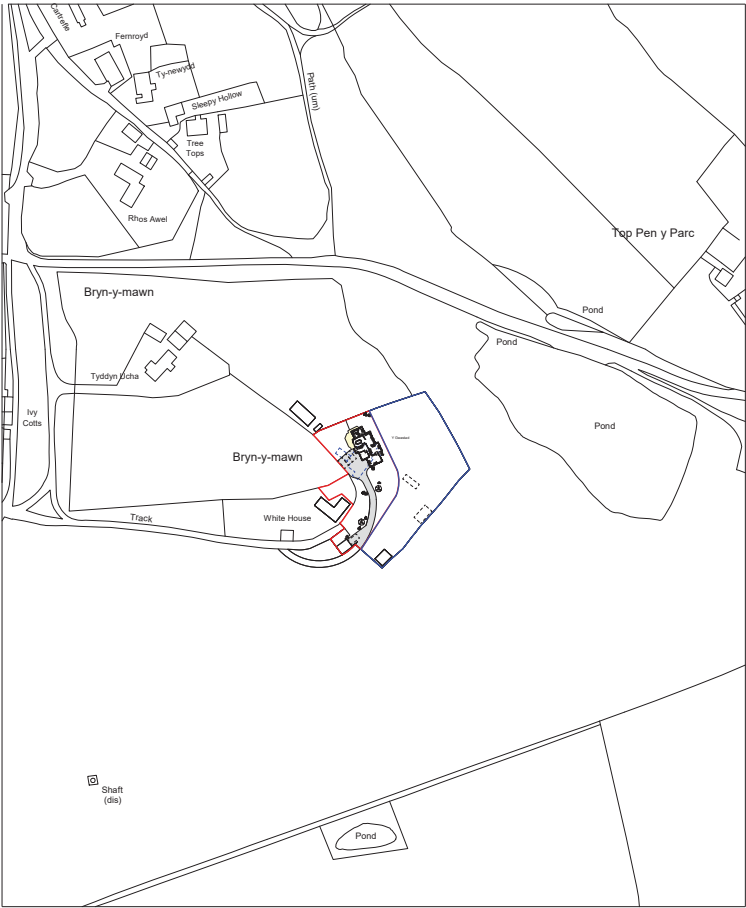 Cartrefle
Fernroyd
Ty-newydd
Path (um)
Sleepy Hollow
Tree
Tops
Rhos Awel
Top Pen y Parc
Bryn-y-mawn
Pond
Pond
Tyddyn Ucha
Ivy
Cotts
Pond
Bryn-y-mawn
White House
Track
Shaft
(dis)
Pond